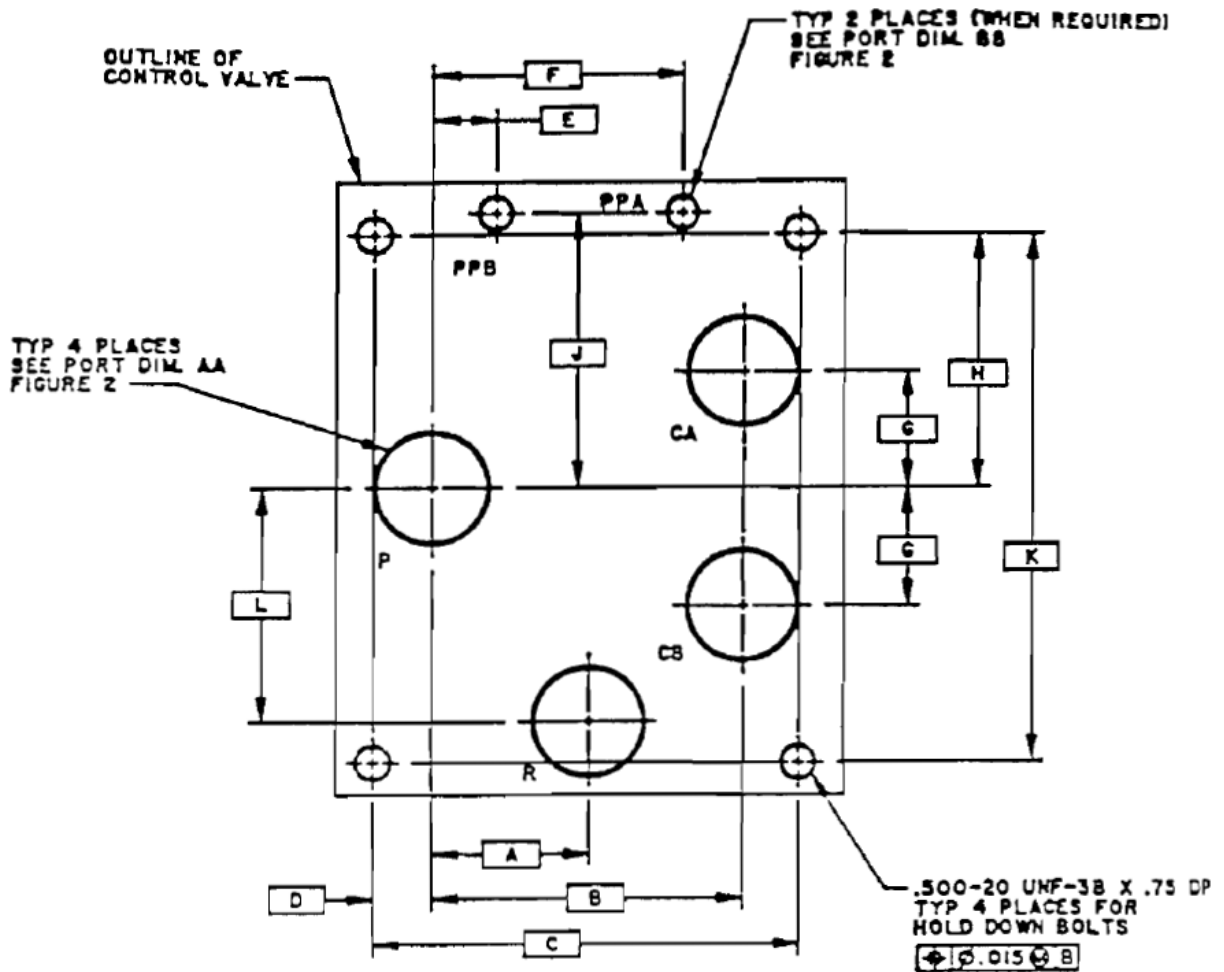 TYP 2 PLACES (WHEN REQUIRED)
SEE PORT DIM. BB
FIGURE 2
OUTLINE OF
CONTROL VALVE
F
E
PPA
PPB
TYP 4 PLACES
SEE PORT DIM. AA
FIGURE 2
J
H
CA
G
P
G
K
L
CB
R
A
D
B
C
.500-20 UNF-3B X .75 DP
TYP 4 PLACES FOR
HOLD DOWN BOLTS
⌖ Ø.015 Ⓜ B